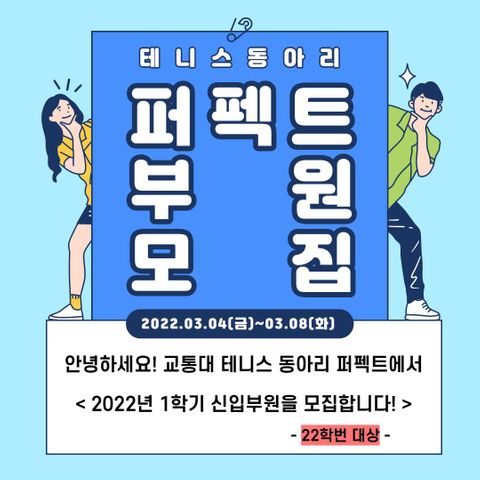 테니스동아리
퍼펙트
부 원
모 집
2022.03.04(금)~03.08(화)
안녕하세요! 교통대 테니스 동아리 퍼펙트에서
< 2022년 1학기 신입부원을 모집합니다! >
- 22학번 대상 -